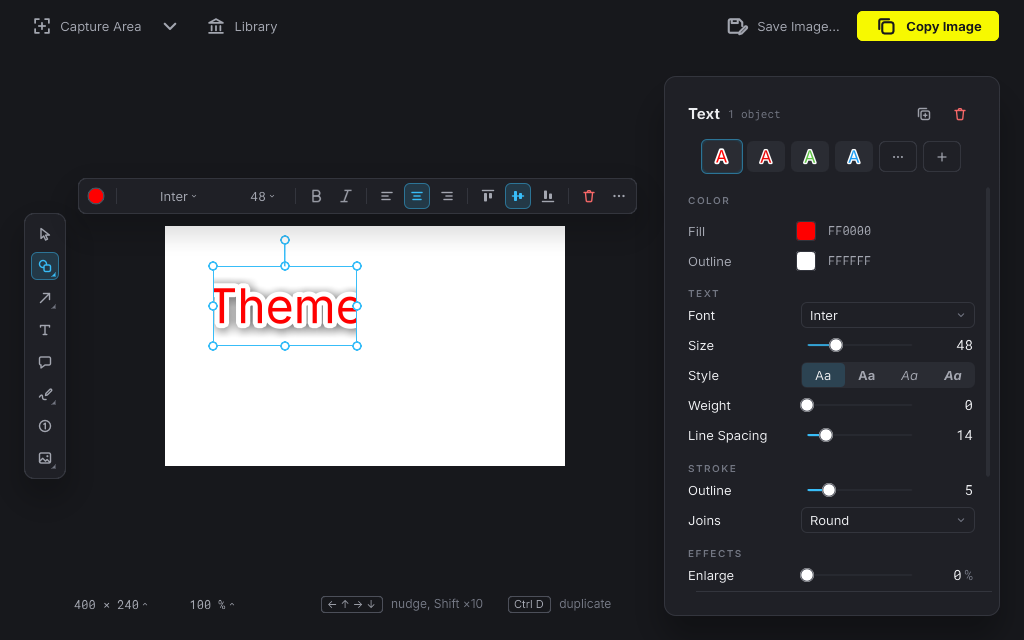 Capture Area
Library
Save Image...
Copy Image
Text 1 object
A A A A ... +
Inter 48 B I
COLOR
Fill FF0000
Outline FFFFFF
TEXT
Font Inter
Size 48
Style Aa Aa Aa Aa
Weight 0
Line Spacing 14
STROKE
Outline 5
Joins Round
EFFECTS
Enlarge 0 %
T
1
Theme
400 × 240
100 %
← ↑ → ↓ nudge, Shift ×10
Ctrl D duplicate